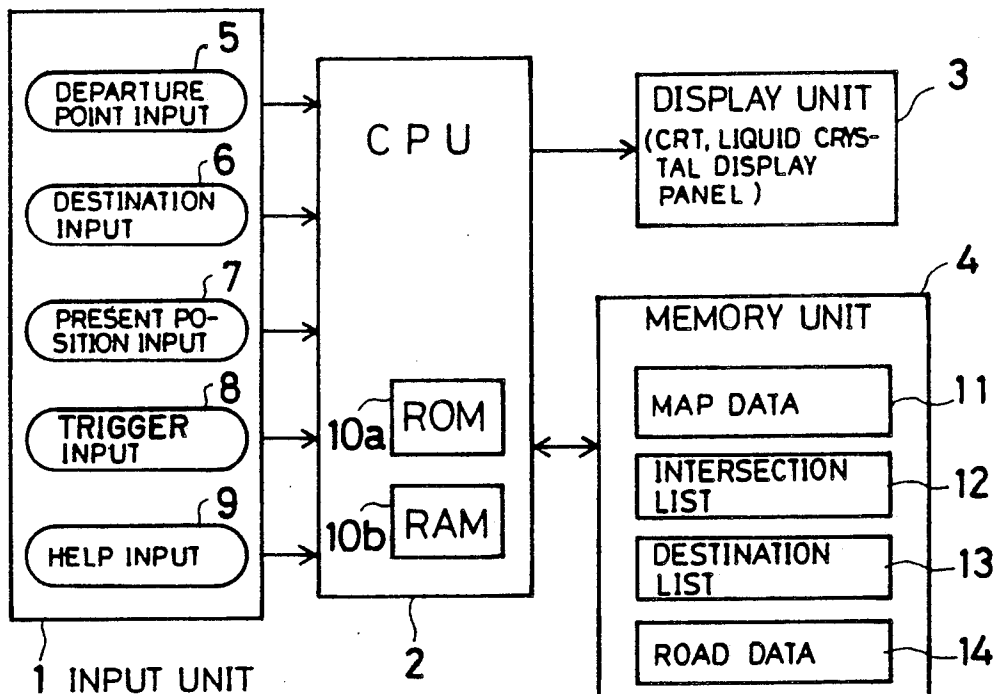 5
DEPARTURE
POINT INPUT
6
DESTINATION
INPUT
7
PRESENT PO-
SITION INPUT
8
TRIGGER
INPUT
9
HELP INPUT
1 INPUT UNIT
CPU
10a
ROM
10b
RAM
2
DISPLAY UNIT
(CRT, LIQUID CRYS-
TAL DISPLAY
PANEL)
3
4
MEMORY UNIT
MAP DATA
11
INTERSECTION
LIST
12
DESTINATION
LIST
13
ROAD DATA
14